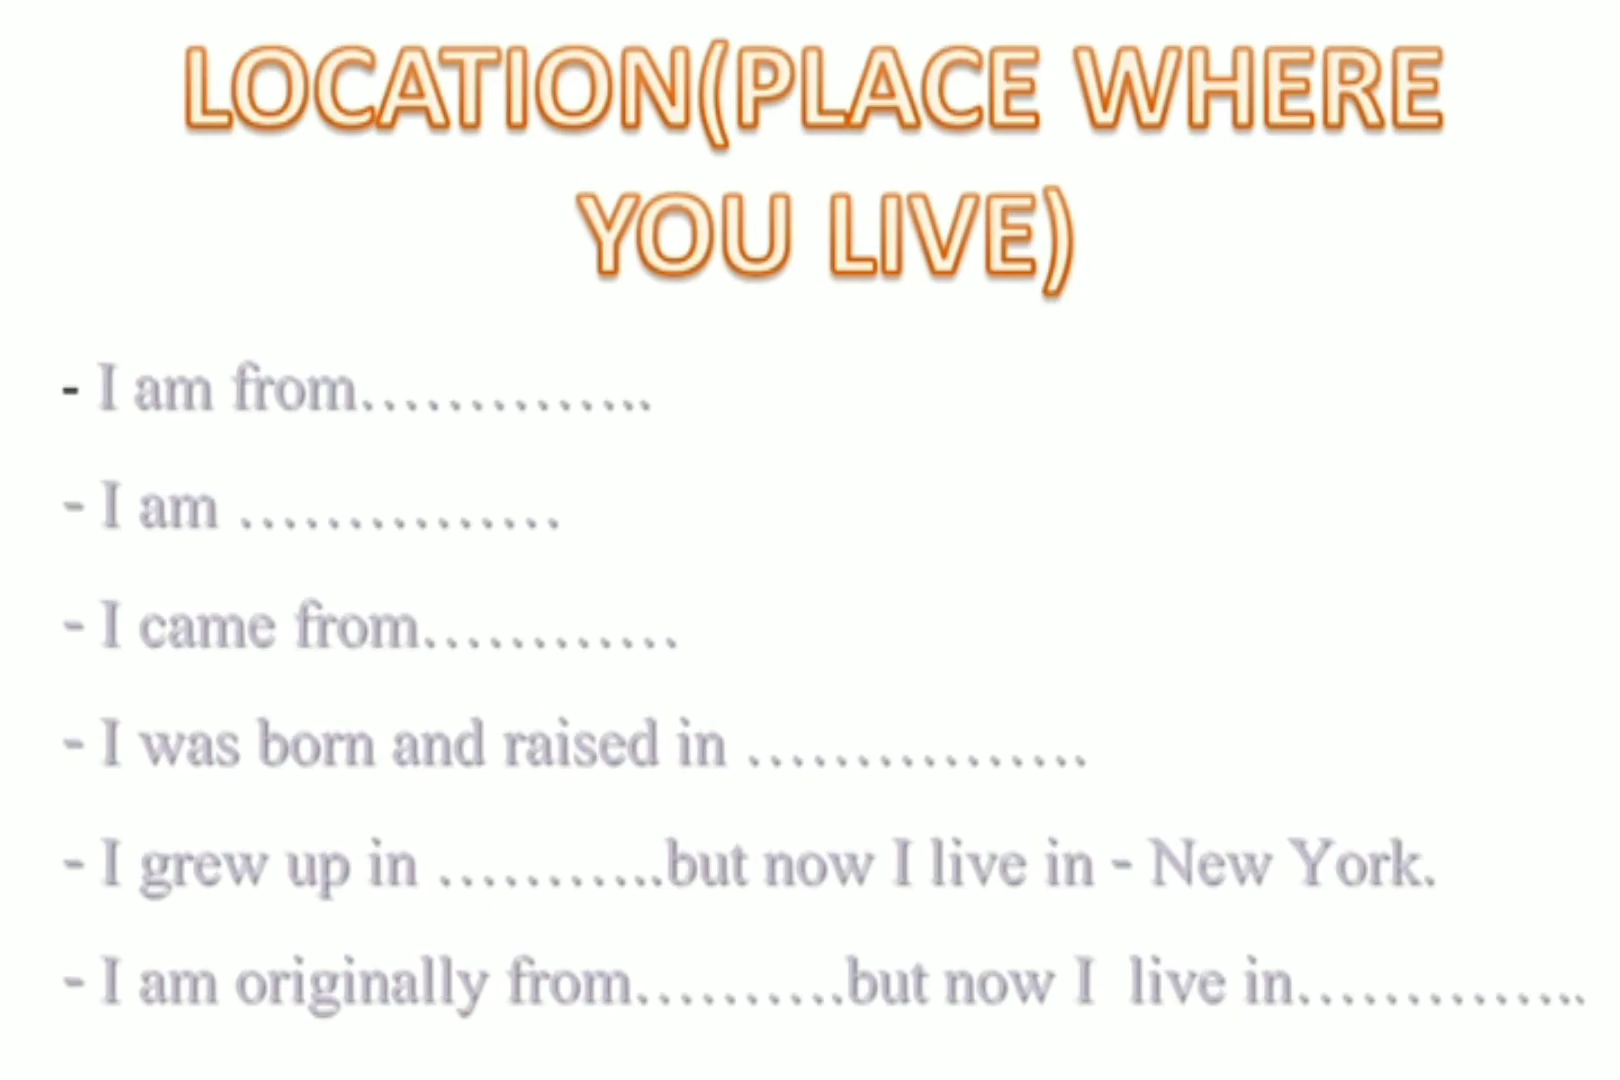 LOCATION(PLACE WHERE
YOU LIVE)
- I am from…………..
- I am ……………
- I came from…………
- I was born and raised in …………….
- I grew up in ………..but now I live in - New York.
- I am originally from……….but now I  live in…………..